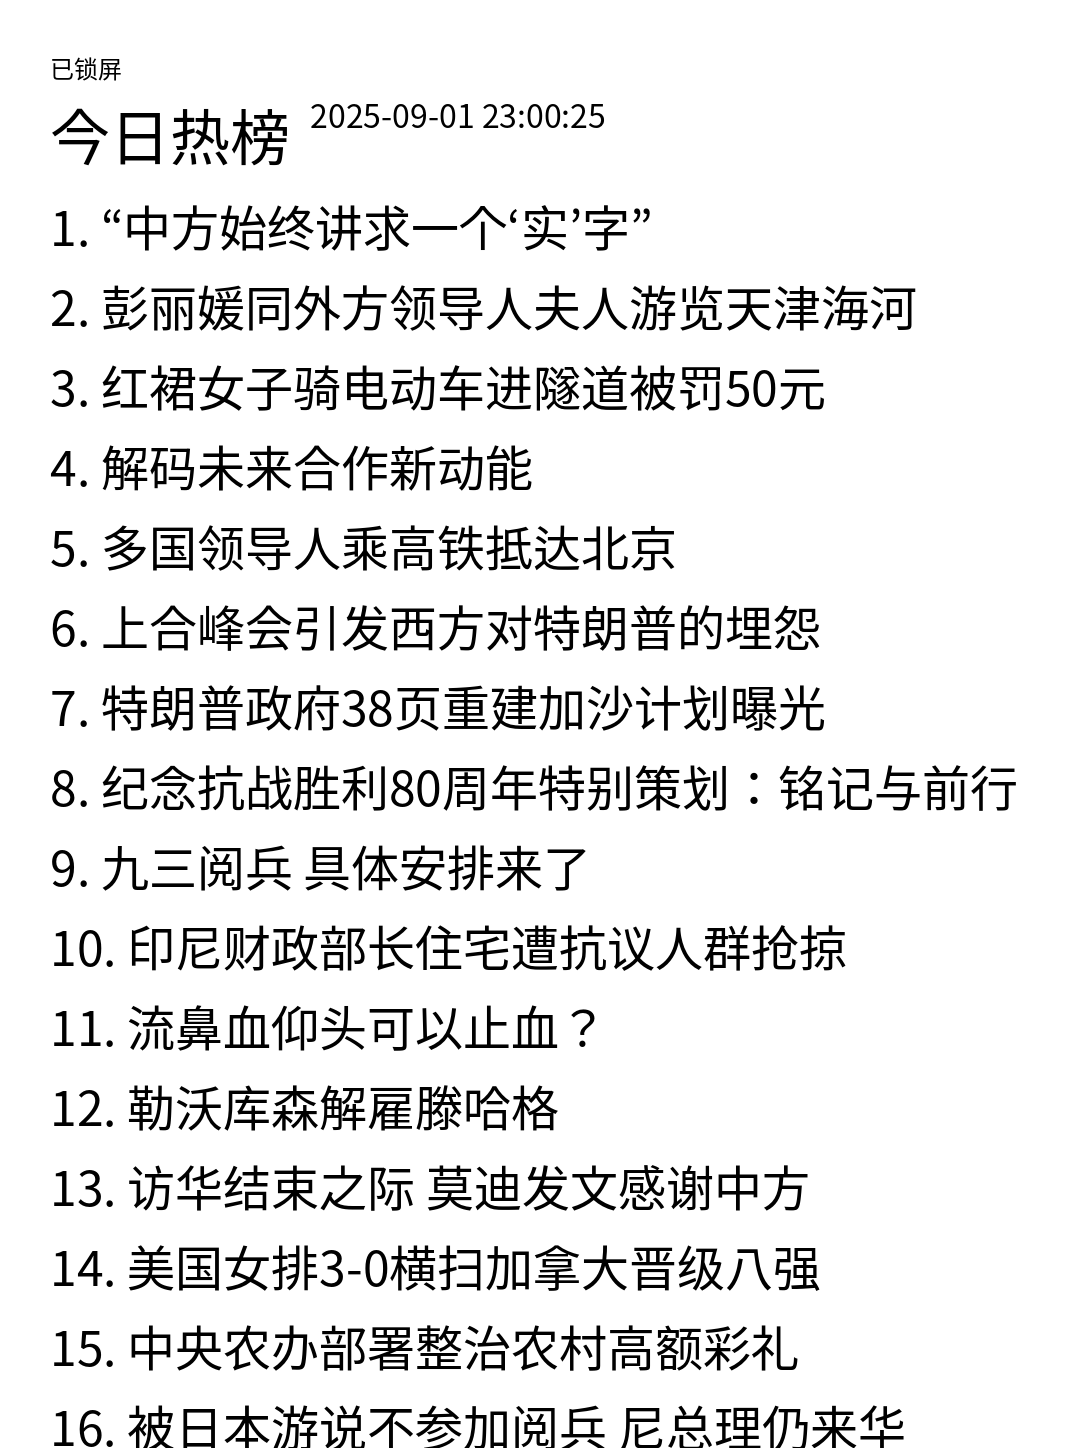 已锁屏
今日热榜 2025-09-01 23:00:25
1. “中方始终讲求一个‘实’字”
2. 彭丽媛同外方领导人夫人游览天津海河
3. 红裙女子骑电动车进隧道被罚50元
4. 解码未来合作新动能
5. 多国领导人乘高铁抵达北京
6. 上合峰会引发西方对特朗普的埋怨
7. 特朗普政府38页重建加沙计划曝光
8. 纪念抗战胜利80周年特别策划：铭记与前行
9. 九三阅兵 具体安排来了
10. 印尼财政部长住宅遭抗议人群抢掠
11. 流鼻血仰头可以止血？
12. 勒沃库森解雇滕哈格
13. 访华结束之际 莫迪发文感谢中方
14. 美国女排3-0横扫加拿大晋级八强
15. 中央农办部署整治农村高额彩礼
16. 被日本游说不参加阅兵 尼总理仍来华